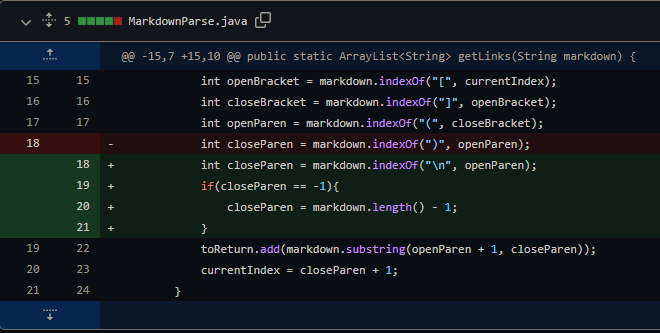 5 MarkdownParse.java
@@ -15,7 +15,10 @@ public static ArrayList<String> getLinks(String markdown) {
15 15 int openBracket = markdown.indexOf("[", currentIndex);
16 16 int closeBracket = markdown.indexOf("]", openBracket);
17 17 int openParen = markdown.indexOf("(", closeBracket);
18 - int closeParen = markdown.indexOf(")", openParen);
18 + int closeParen = markdown.indexOf("\n", openParen);
19 + if(closeParen == -1){
20 + closeParen = markdown.length() - 1;
21 + }
19 22 toReturn.add(markdown.substring(openParen + 1, closeParen));
20 23 currentIndex = closeParen + 1;
21 24 }